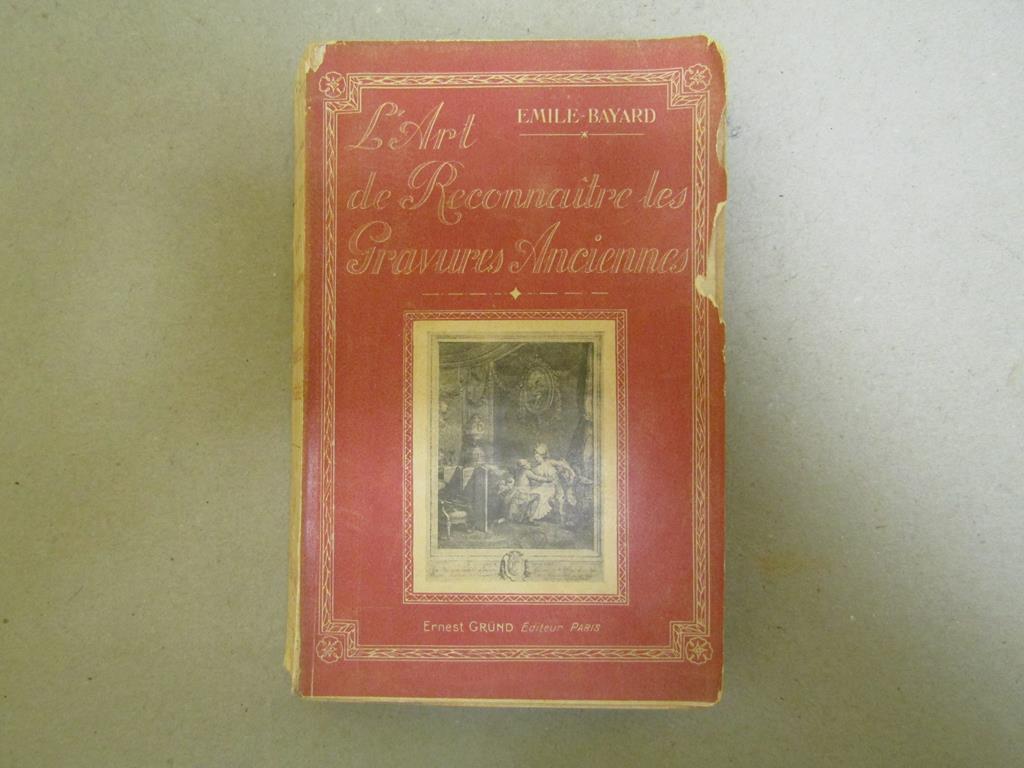 EMILE-BAYARD
L'Art
de Reconnaître les
Gravures Anciennes
Ernest GRÜND Éditeur PARIS